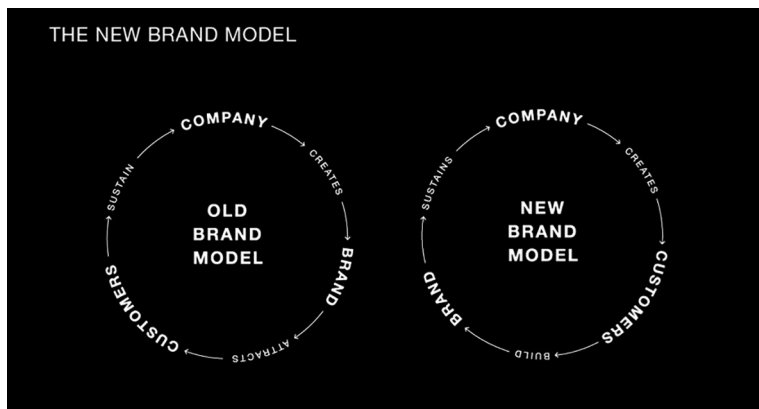 THE NEW BRAND MODEL
COMPANY
CREATES
BRAND
ATTRACTS
CUSTOMERS
SUSTAIN
OLD
BRAND
MODEL
COMPANY
CREATES
CUSTOMERS
BUILD
BRAND
SUSTAINS
NEW
BRAND
MODEL